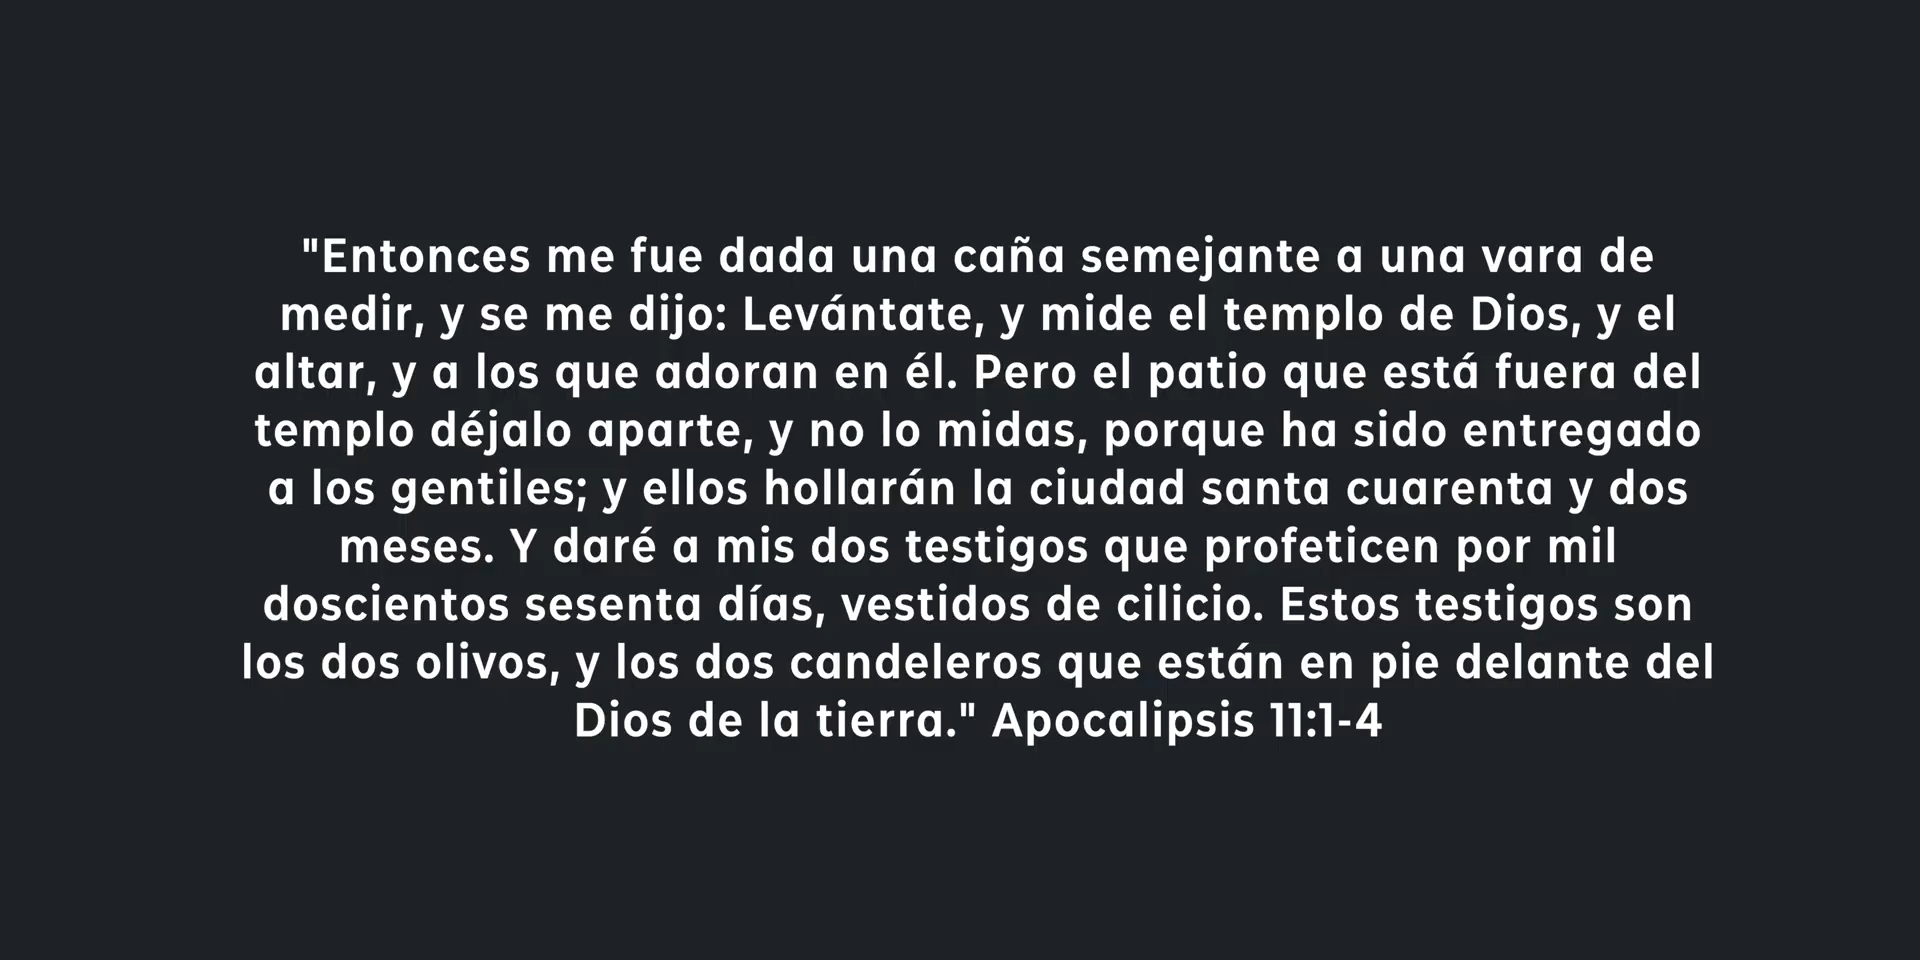 "Entonces me fue dada una caña semejante a una vara de
medir, y se me dijo: Levántate, y mide el templo de Dios, y el
altar, y a los que adoran en él. Pero el patio que está fuera del
templo déjalo aparte, y no lo midas, porque ha sido entregado
a los gentiles; y ellos hollarán la ciudad santa cuarenta y dos
meses. Y daré a mis dos testigos que profeticen por mil
doscientos sesenta días, vestidos de cilicio. Estos testigos son
los dos olivos, y los dos candeleros que están en pie delante del
Dios de la tierra." Apocalipsis 11:1-4